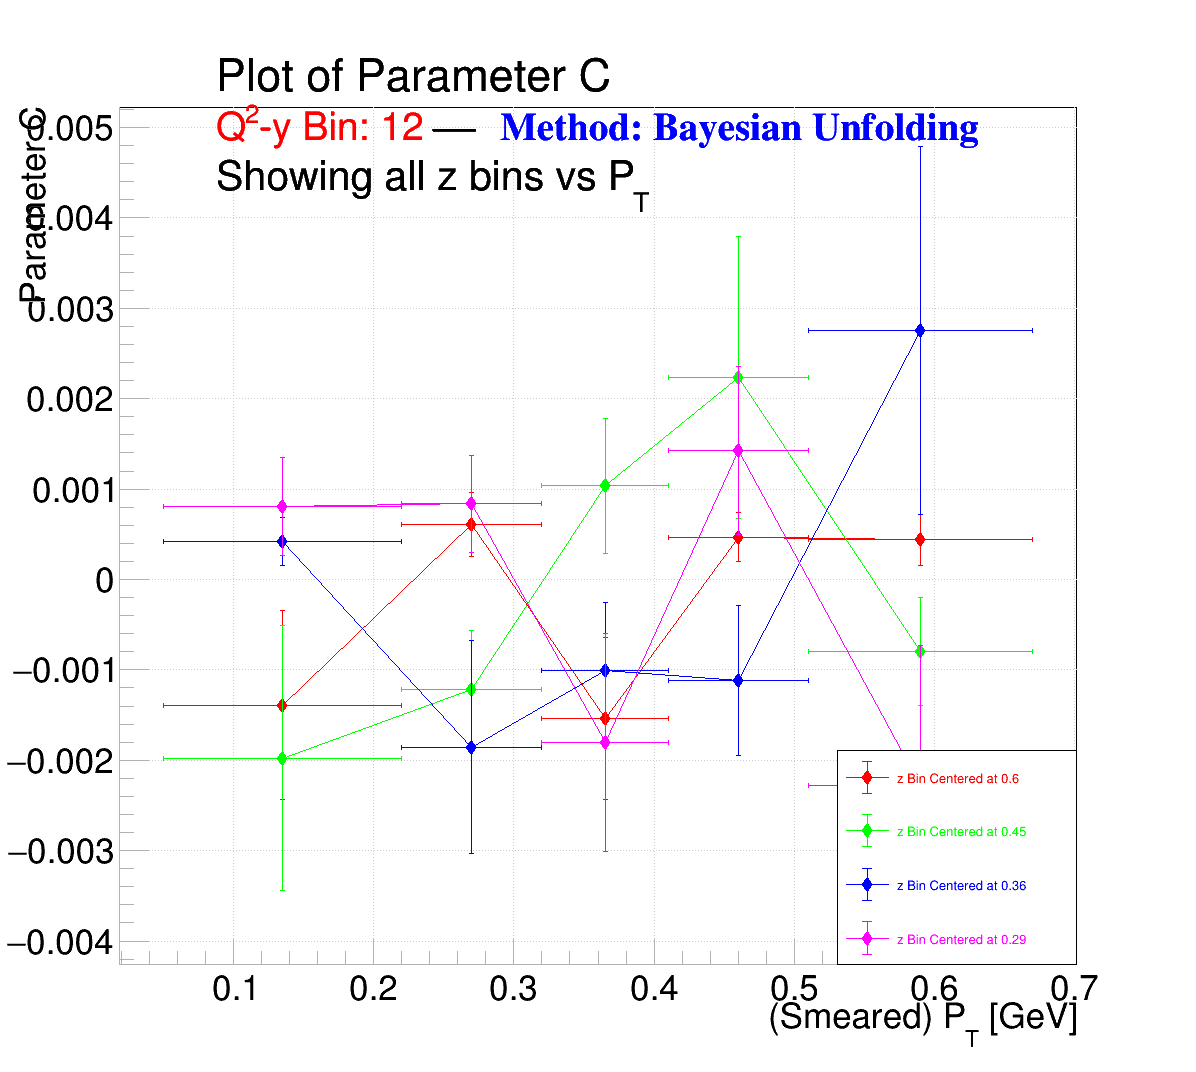 Plot of Parameter C
Q²-y Bin: 12 — Method: Bayesian Unfolding
Showing all z bins vs P_T
Parameter C
0.005
0.004
0.003
0.002
0.001
0
−0.001
−0.002
−0.003
−0.004
z Bin Centered at 0.6
z Bin Centered at 0.45
z Bin Centered at 0.36
z Bin Centered at 0.29
0.1 0.2 0.3 0.4 0.5 0.6 0.7
(Smeared) P_T [GeV]